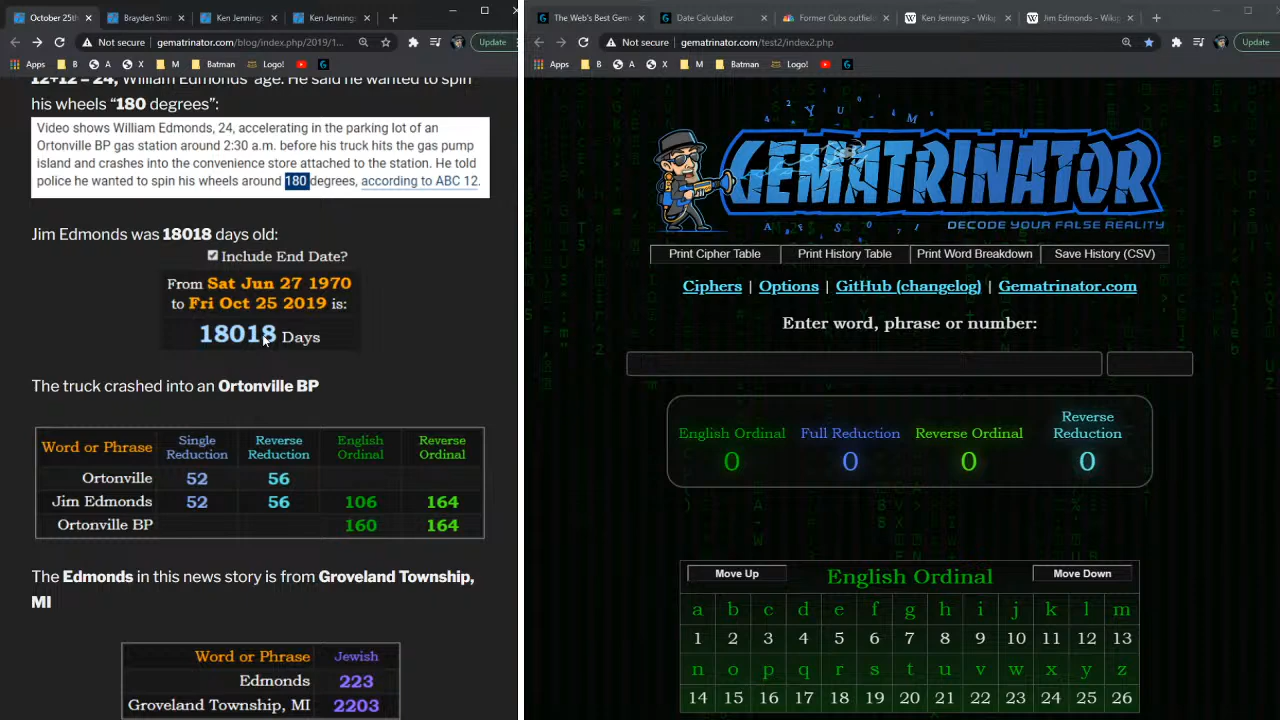 October 25th
Brayden Sm
Ken Jennings
Ken Jennings
Not secure
gematrinator.com/blog/index.php/2019/1...
Update
Apps
B
A
X
M
Batman
Logo!
12+12 = 24, William Edmonds' age. He said he wanted to spin
his wheels "180 degrees":
Video shows William Edmonds, 24, accelerating in the parking lot of an
Ortonville BP gas station around 2:30 a.m. before his truck hits the gas pump
island and crashes into the convenience store attached to the station. He told
police he wanted to spin his wheels around 180 degrees, according to ABC 12.
Jim Edmonds was 18018 days old:
Include End Date?
From Sat Jun 27 1970
to Fri Oct 25 2019 is:
18018 Days
The truck crashed into an Ortonville BP
Word or Phrase Single Reduction Reverse Reduction English Ordinal Reverse Ordinal
Ortonville 52 56
Jim Edmonds 52 56 106 164
Ortonville BP 160 164
The Edmonds in this news story is from Groveland Township,
MI
Word or Phrase Jewish
Edmonds 223
Groveland Township, MI 2203
The Web's Best Gem
Date Calculator
Former Cubs outfiel
Ken Jennings - Wiki
Jim Edmonds - Wiki
Not secure
gematrinator.com/test2/index2.php
Update
Apps
B
A
X
M
Batman
Logo!
GEMATRINATOR
DECODE YOUR FALSE REALITY
Print Cipher Table
Print History Table
Print Word Breakdown
Save History (CSV)
Ciphers | Options | GitHub (changelog) | Gematrinator.com
Enter word, phrase or number:
English Ordinal Full Reduction Reverse Ordinal Reverse Reduction
0 0 0 0
Move Up
English Ordinal
Move Down
a b c d e f g h i j k l m
1 2 3 4 5 6 7 8 9 10 11 12 13
n o p q r s t u v w x y z
14 15 16 17 18 19 20 21 22 23 24 25 26